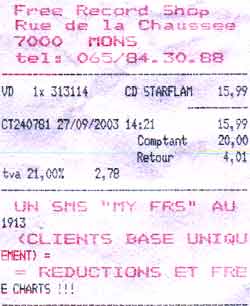 Free Record Shop
Rue de la Chaussee
7000 MONS
tel: 065/84.30.88
VD 1x 313114 CD STARFLAM 15,99
CT240781 27/09/2003 14:21 15,99
Comptant 20,00
Retour 4,01
tva 21,00% 2,78
UN SMS "MY FRS" AU
1913
(CLIENTS BASE UNIQU
EMENT) =
= REDUCTIONS ET FRE
E CHARTS !!!